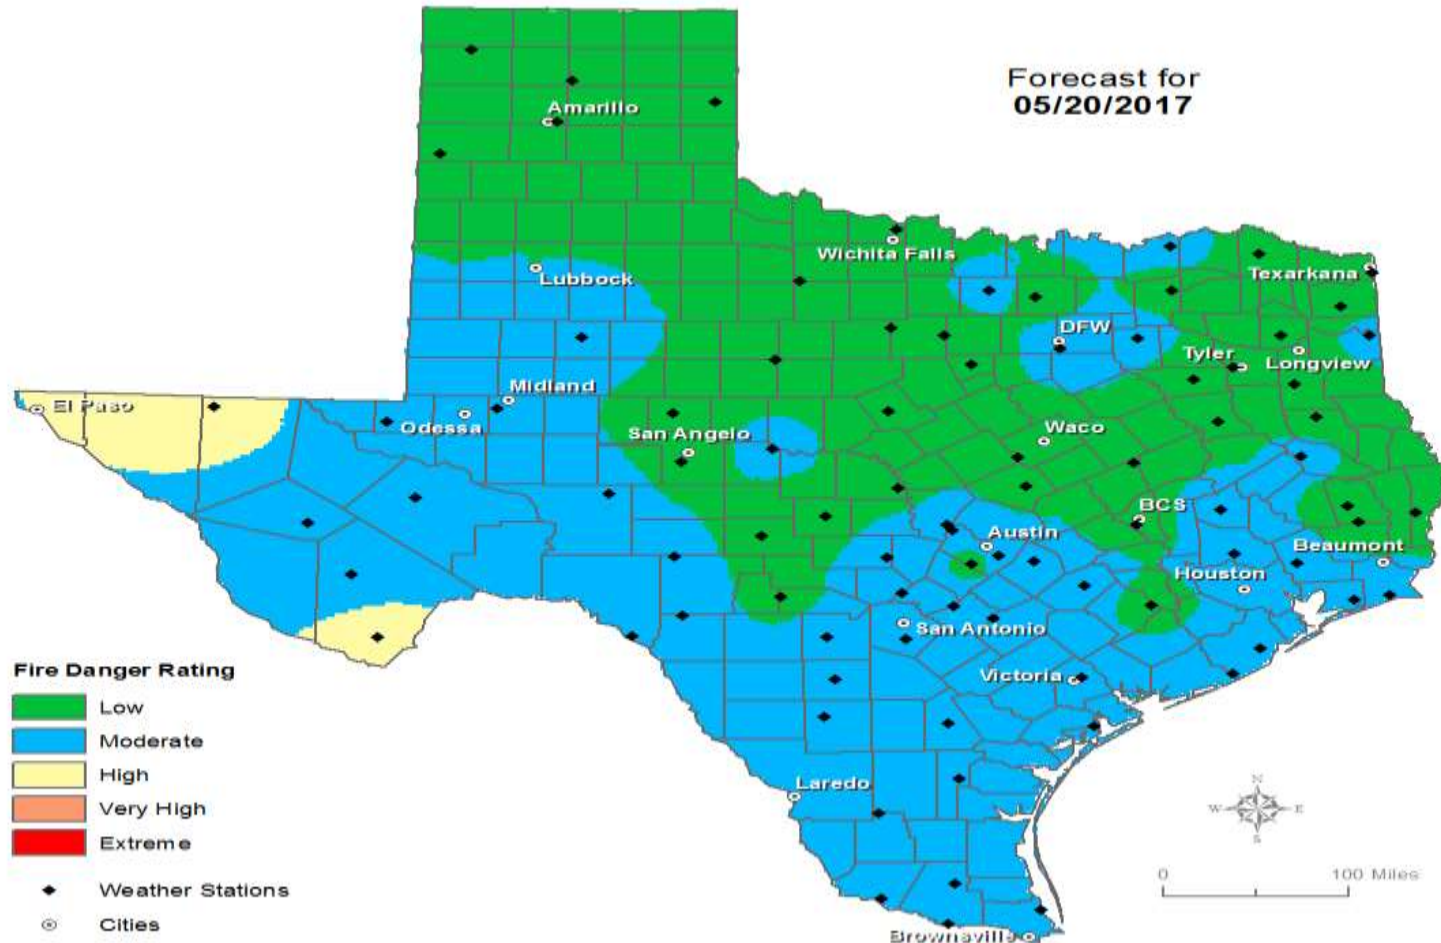 Forecast for
05/20/2017
Amarillo
Wichita Falls
Lubbock
Texarkana
DFW
Tyler
Longview
Midland
El Paso
Odessa
San Angelo
Waco
BCS
Austin
Beaumont
Houston
San Antonio
Victoria
Laredo
Brownsville
Fire Danger Rating
Low
Moderate
High
Very High
Extreme
Weather Stations
Cities
N
W E
S
0 100 Miles